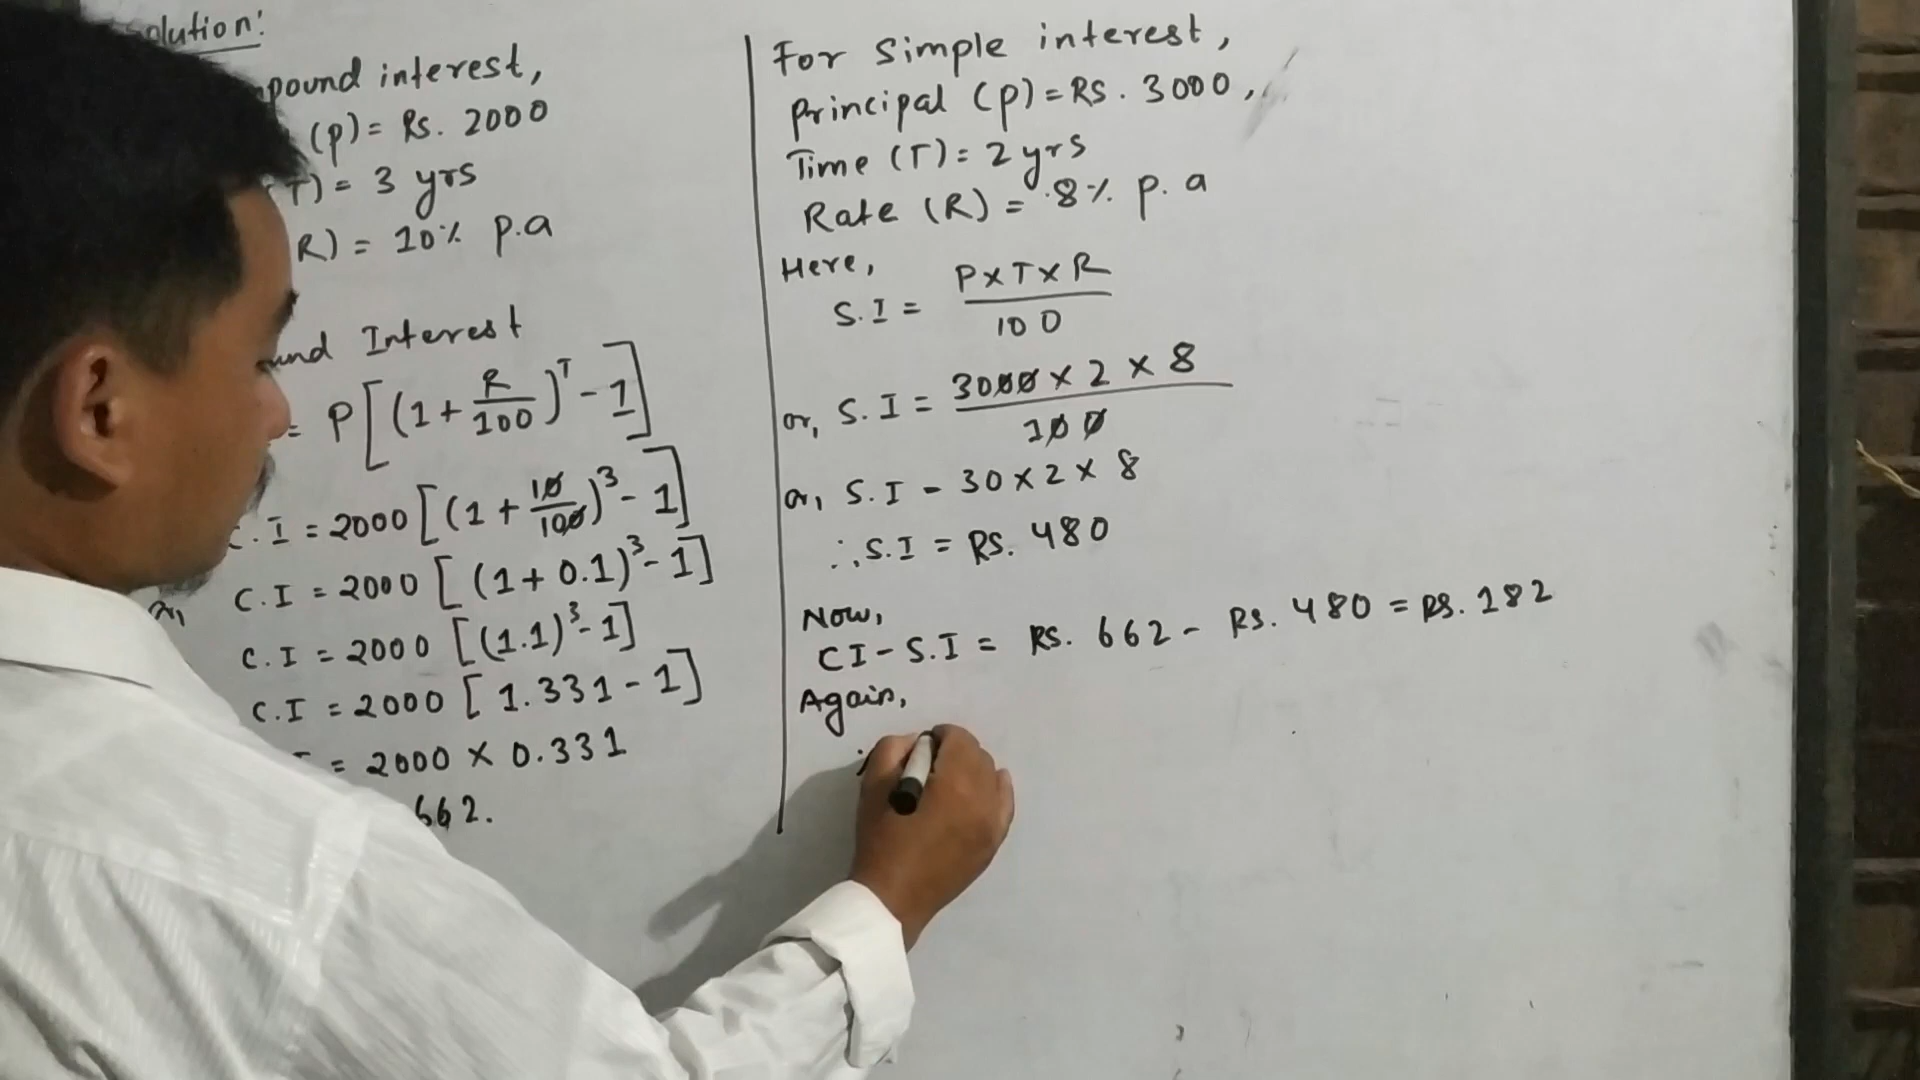 olution:
pound interest,
(p) = Rs. 2000
T) = 3 yrs
R) = 10% p.a
und Interest
= P[(1+R/100)^T - 1]
C.I = 2000 [(1 + 10/100)^3 - 1]
or, C.I = 2000 [(1+ 0.1)^3 - 1]
C.I = 2000 [(1.1)^3 - 1]
C.I = 2000 [1.331 - 1]
I = 2000 × 0.331
662.
For Simple interest,
principal (p) = RS. 3000,
Time (T) = 2 yrs
Rate (R) = 8% p. a
Here,
S.I = P×T×R/100
or, S.I = 3000 × 2 × 8/100
or, S.I = 30 × 2 × 8
∴ S.I = RS. 480
Now,
CI - S.I = RS. 662 - RS. 480 = RS. 182
Again,